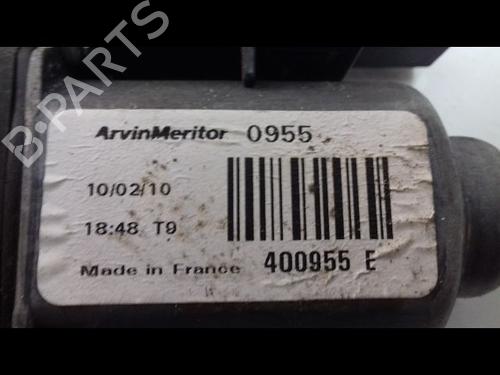 B-PARTS
ArvinMeritor 0955
10/02/10
18:48 T9
Made in France 400955 E